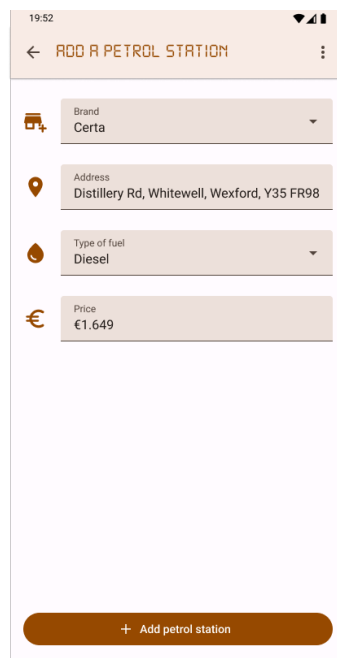 19:52
ADD A PETROL STATION
Brand
Certa
Address
Distillery Rd, Whitewell, Wexford, Y35 FR98
Type of fuel
Diesel
Price
€1.649
+ Add petrol station